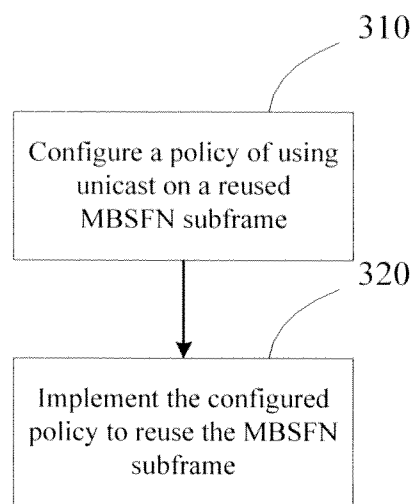 310
Configure a policy of using
unicast on a reused
MBSFN subframe
320
Implement the configured
policy to reuse the MBSFN
subframe